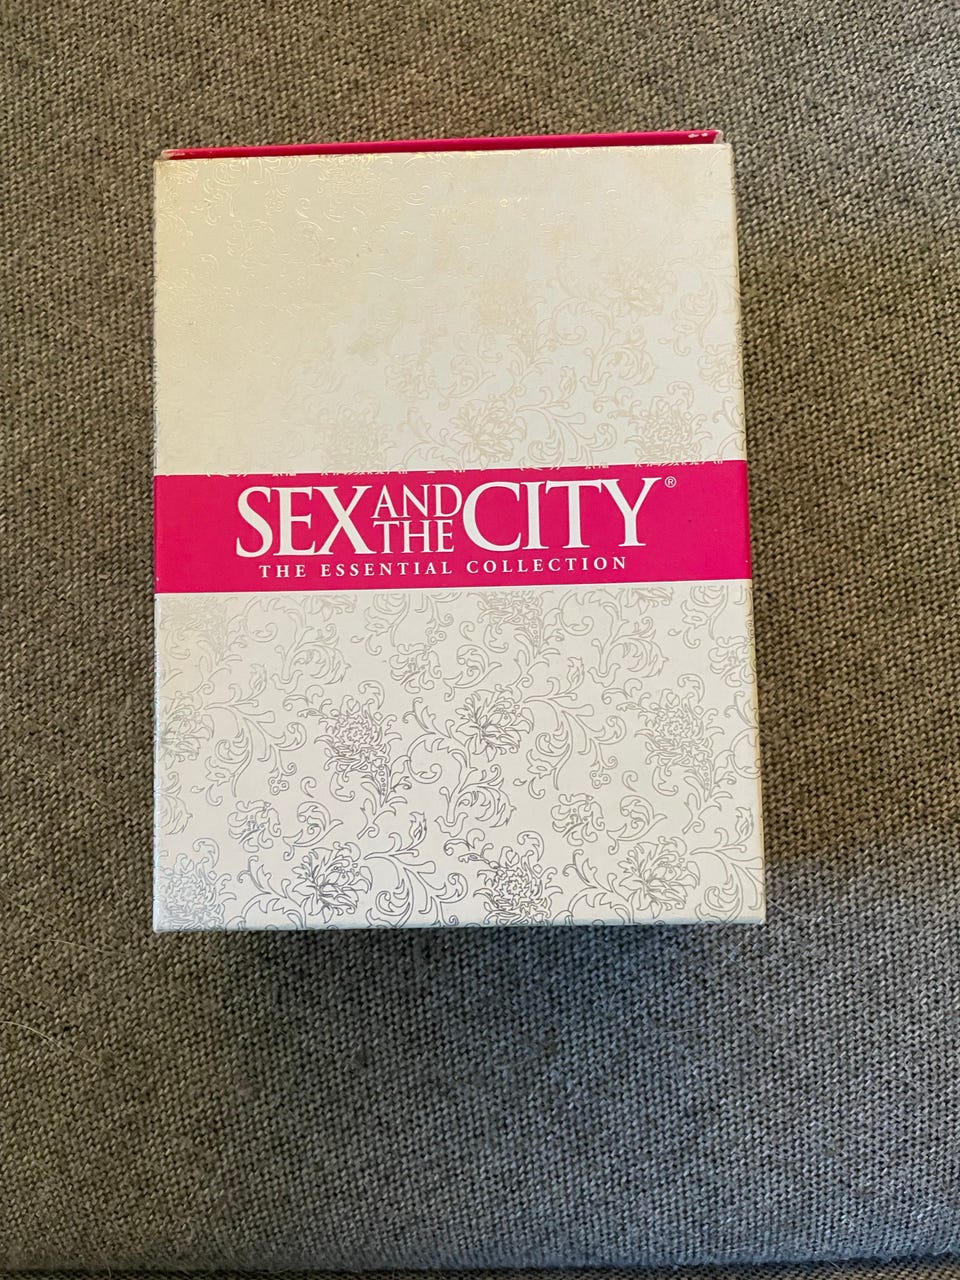 SEX AND THE CITY®
THE ESSENTIAL COLLECTION